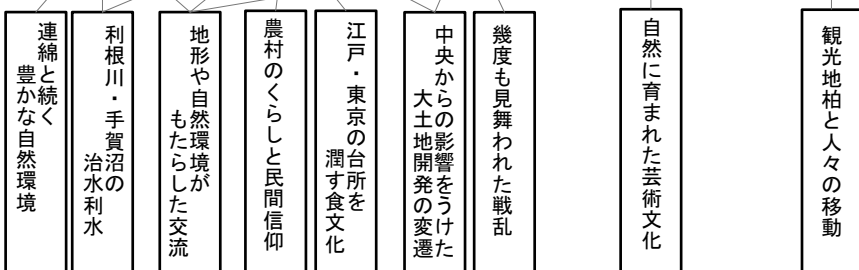 連綿と続く
豊かな自然環境
利根川・手賀沼の
治水利水
地形や自然環境が
もたらした交流
農村のくらしと民間信仰
江戸・東京の台所を
潤す食文化
中央からの影響をうけた
大土地開発の変遷
幾度も見舞われた戦乱
自然に育まれた芸術文化
観光地柏と人々の移動